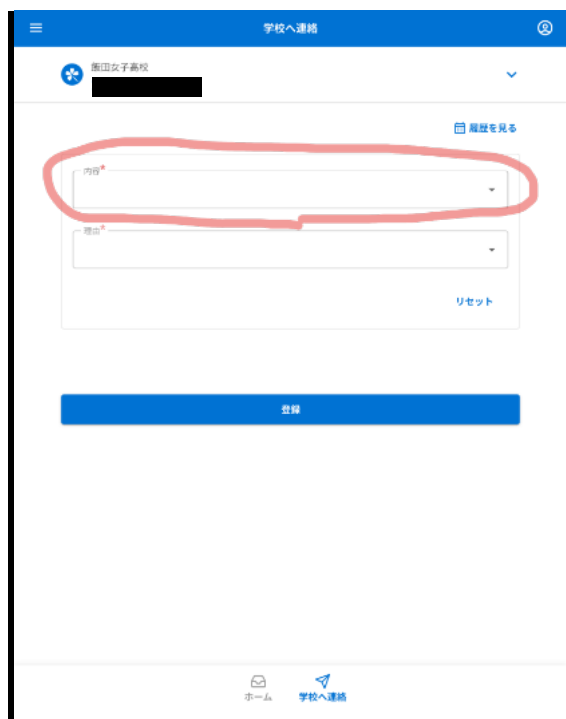 学校へ連絡
飯田女子高校
履歴を見る
内容*
理由*
リセット
登録
ホーム
学校へ連絡